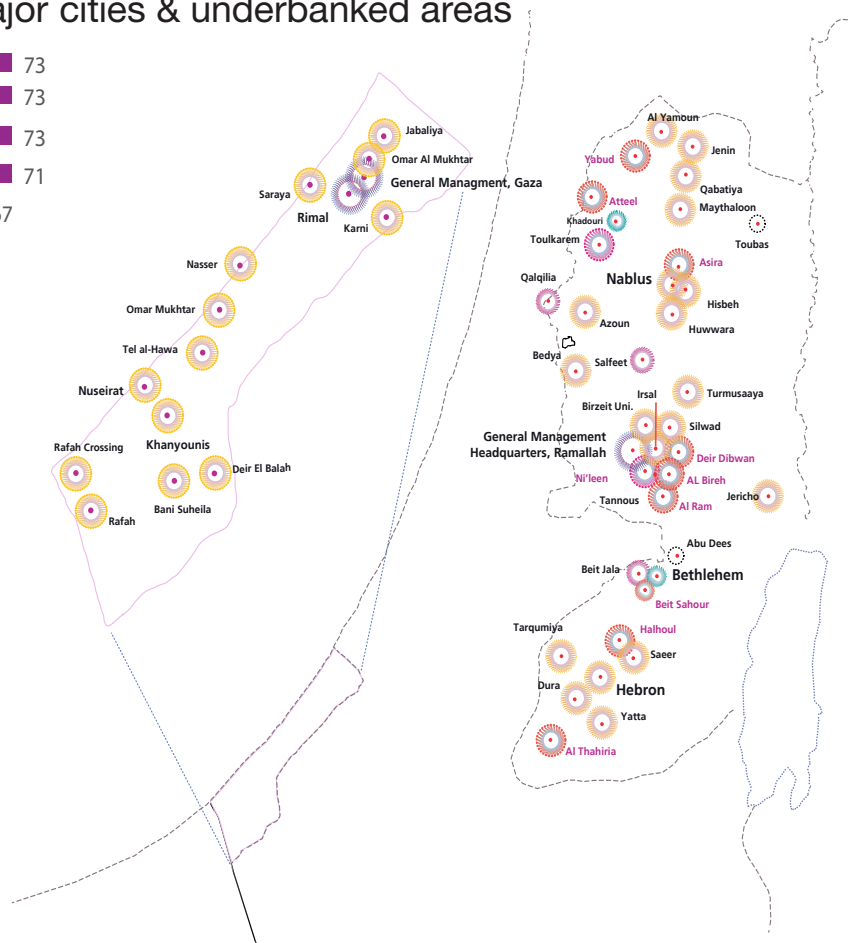 ajor cities & underbanked areas
73
73
73
71
57
Jabaliya
Omar Al Mukhtar
General Managment, Gaza
Saraya
Rimal
Karni
Nasser
Omar Mukhtar
Tel al-Hawa
Nuseirat
Khanyounis
Rafah Crossing
Deir El Balah
Bani Suheila
Rafah
Al Yamoun
Jenin
Yabud
Qabatiya
Atteel
Maythaloon
Khadouri
Toulkarem
Toubas
Asira
Nablus
Qalqilia
Hisbeh
Azoun
Huwwara
Bedya
Salfeet
Irsal
Turmusaaya
Birzeit Uni.
Silwad
General Management
Headquarters, Ramallah
Deir Dibwan
Ni'leen
AL Bireh
Tannous
Al Ram
Jericho
Abu Dees
Beit Jala
Bethlehem
Beit Sahour
Tarqumiya
Halhoul
Saeer
Dura
Hebron
Yatta
Al Thahiria